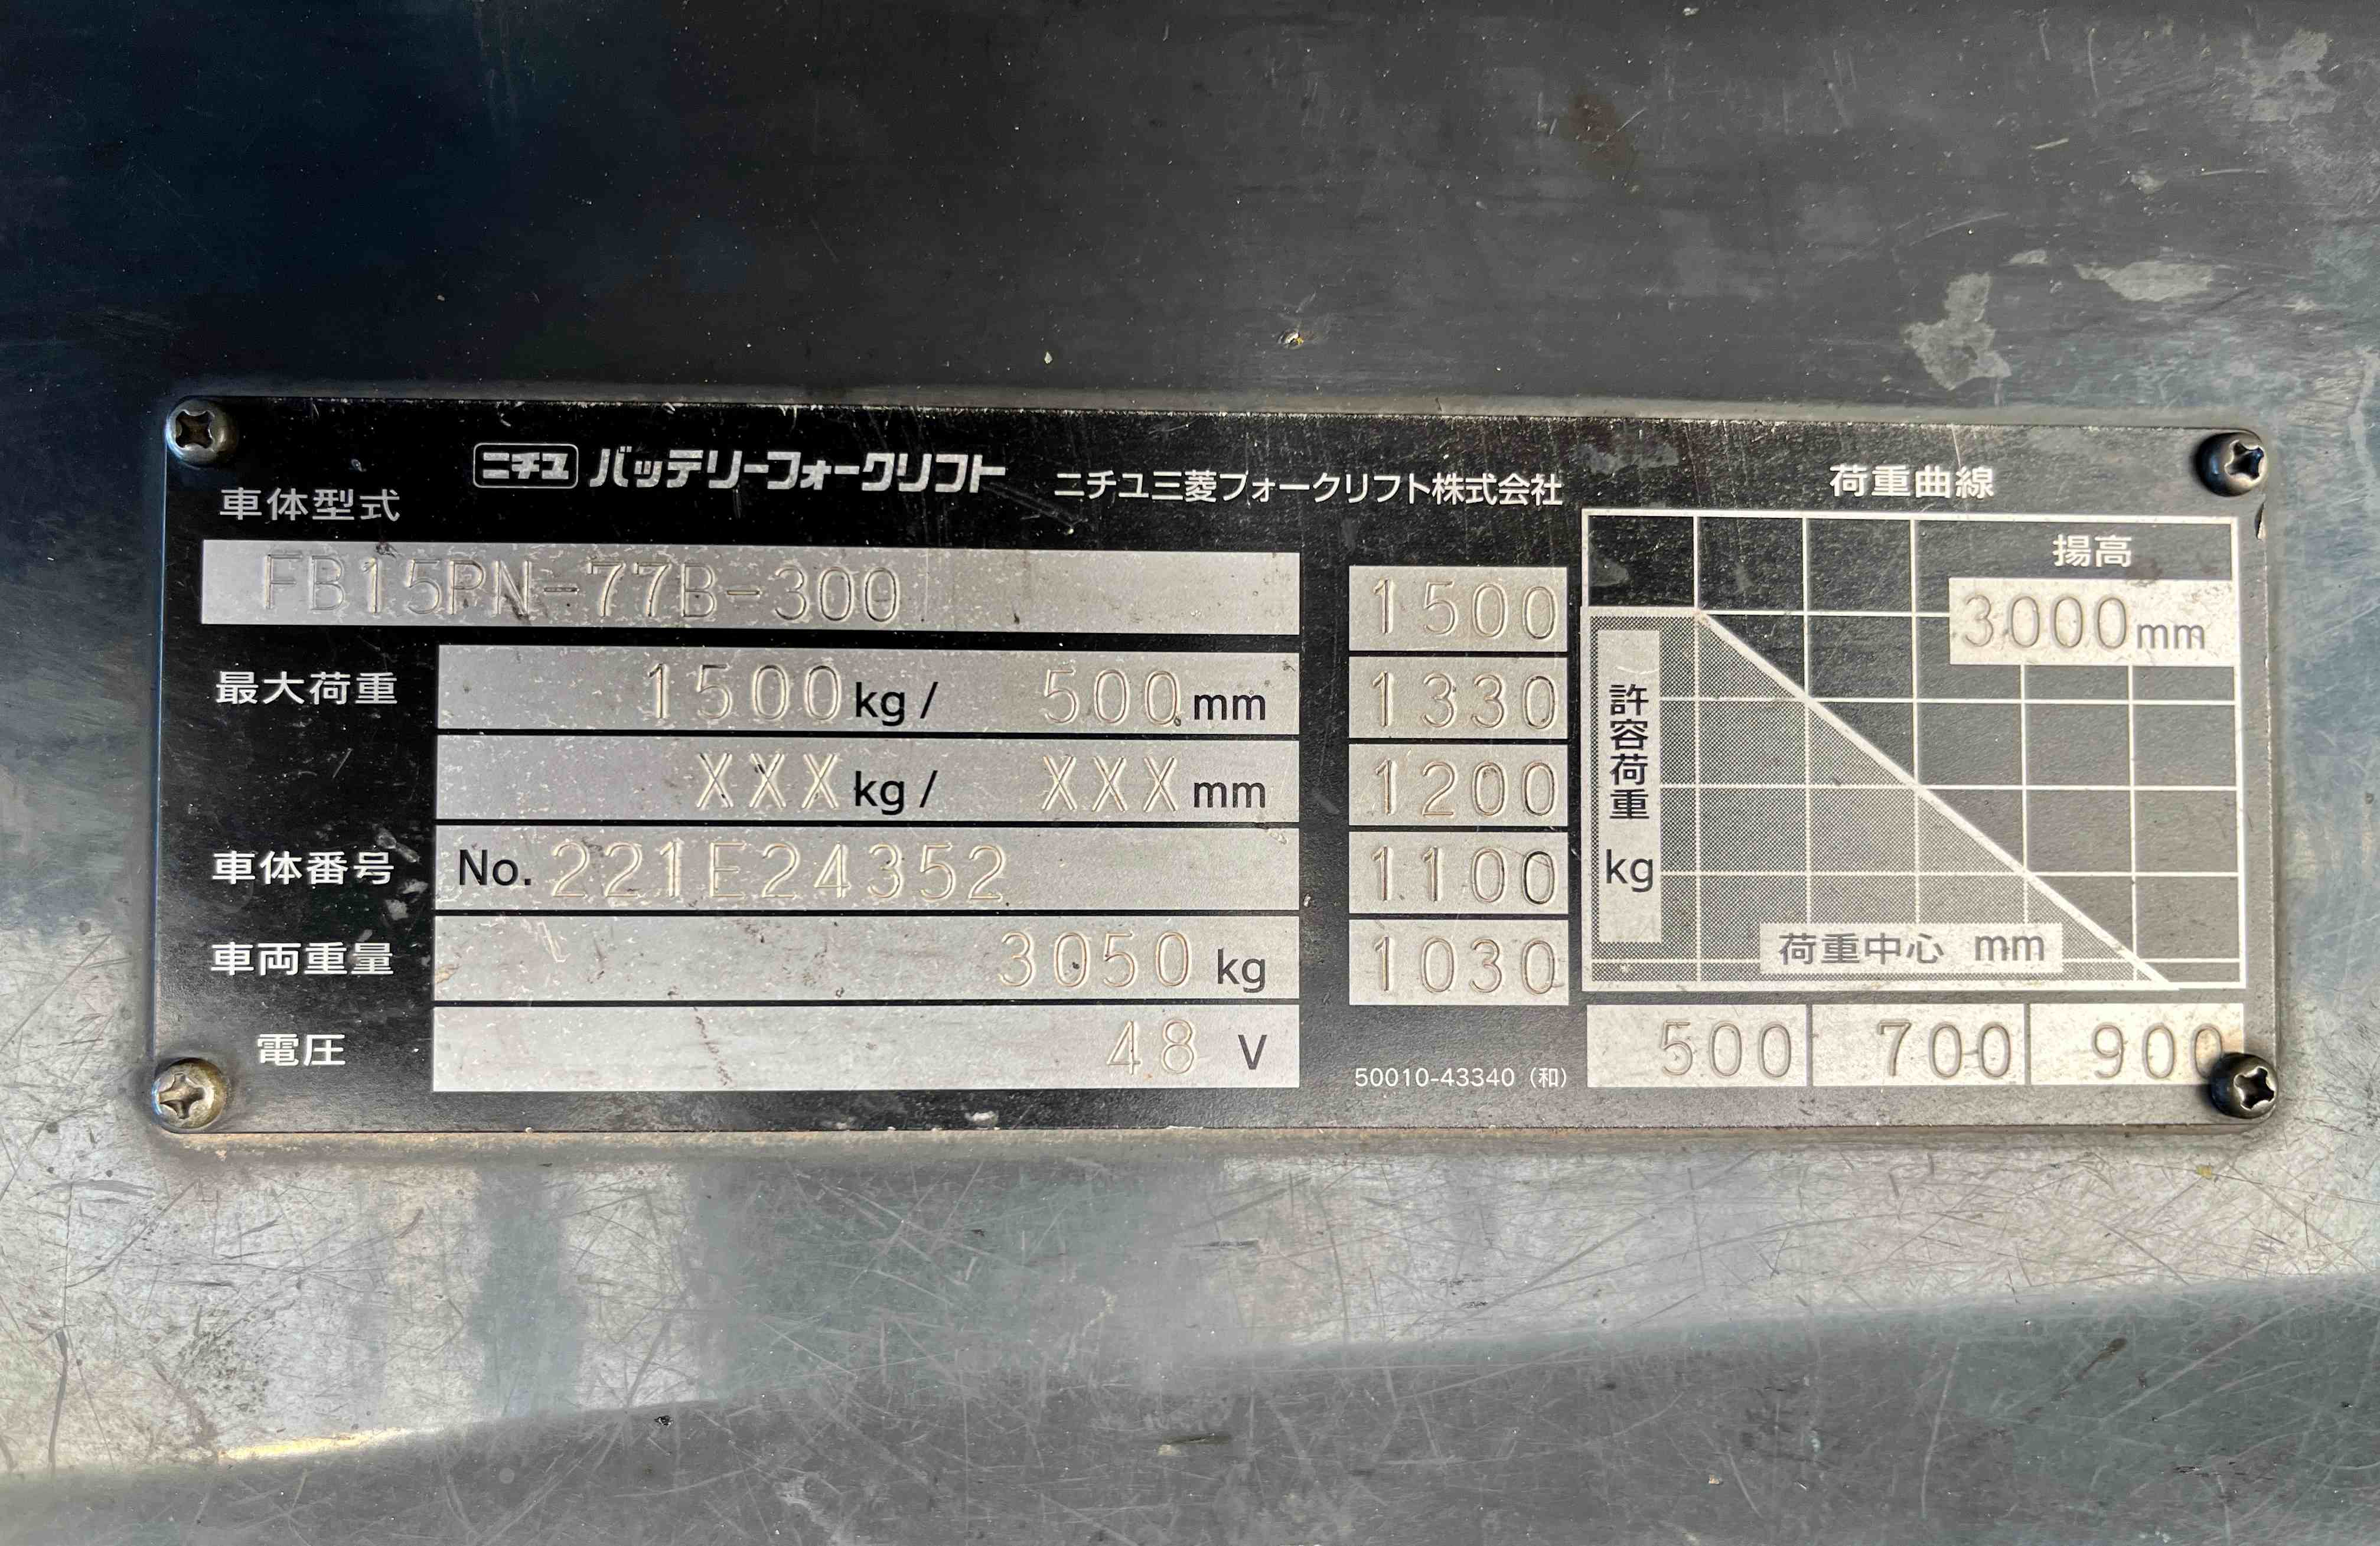 ニチユ バッテリーフォークリフト ニチユ三菱フォークリフト株式会社
車体型式
FB15PN-77B-300
最大荷重 1500kg/ 500mm
XXXkg/ XXXmm
車体番号 No.221E24352
車両重量 3050 kg
電圧 48 V
荷重曲線
揚高
3000mm
1500
1330
1200
1100
1030
許容荷重 kg
荷重中心 mm
500 700 900
50010-43340 (和)